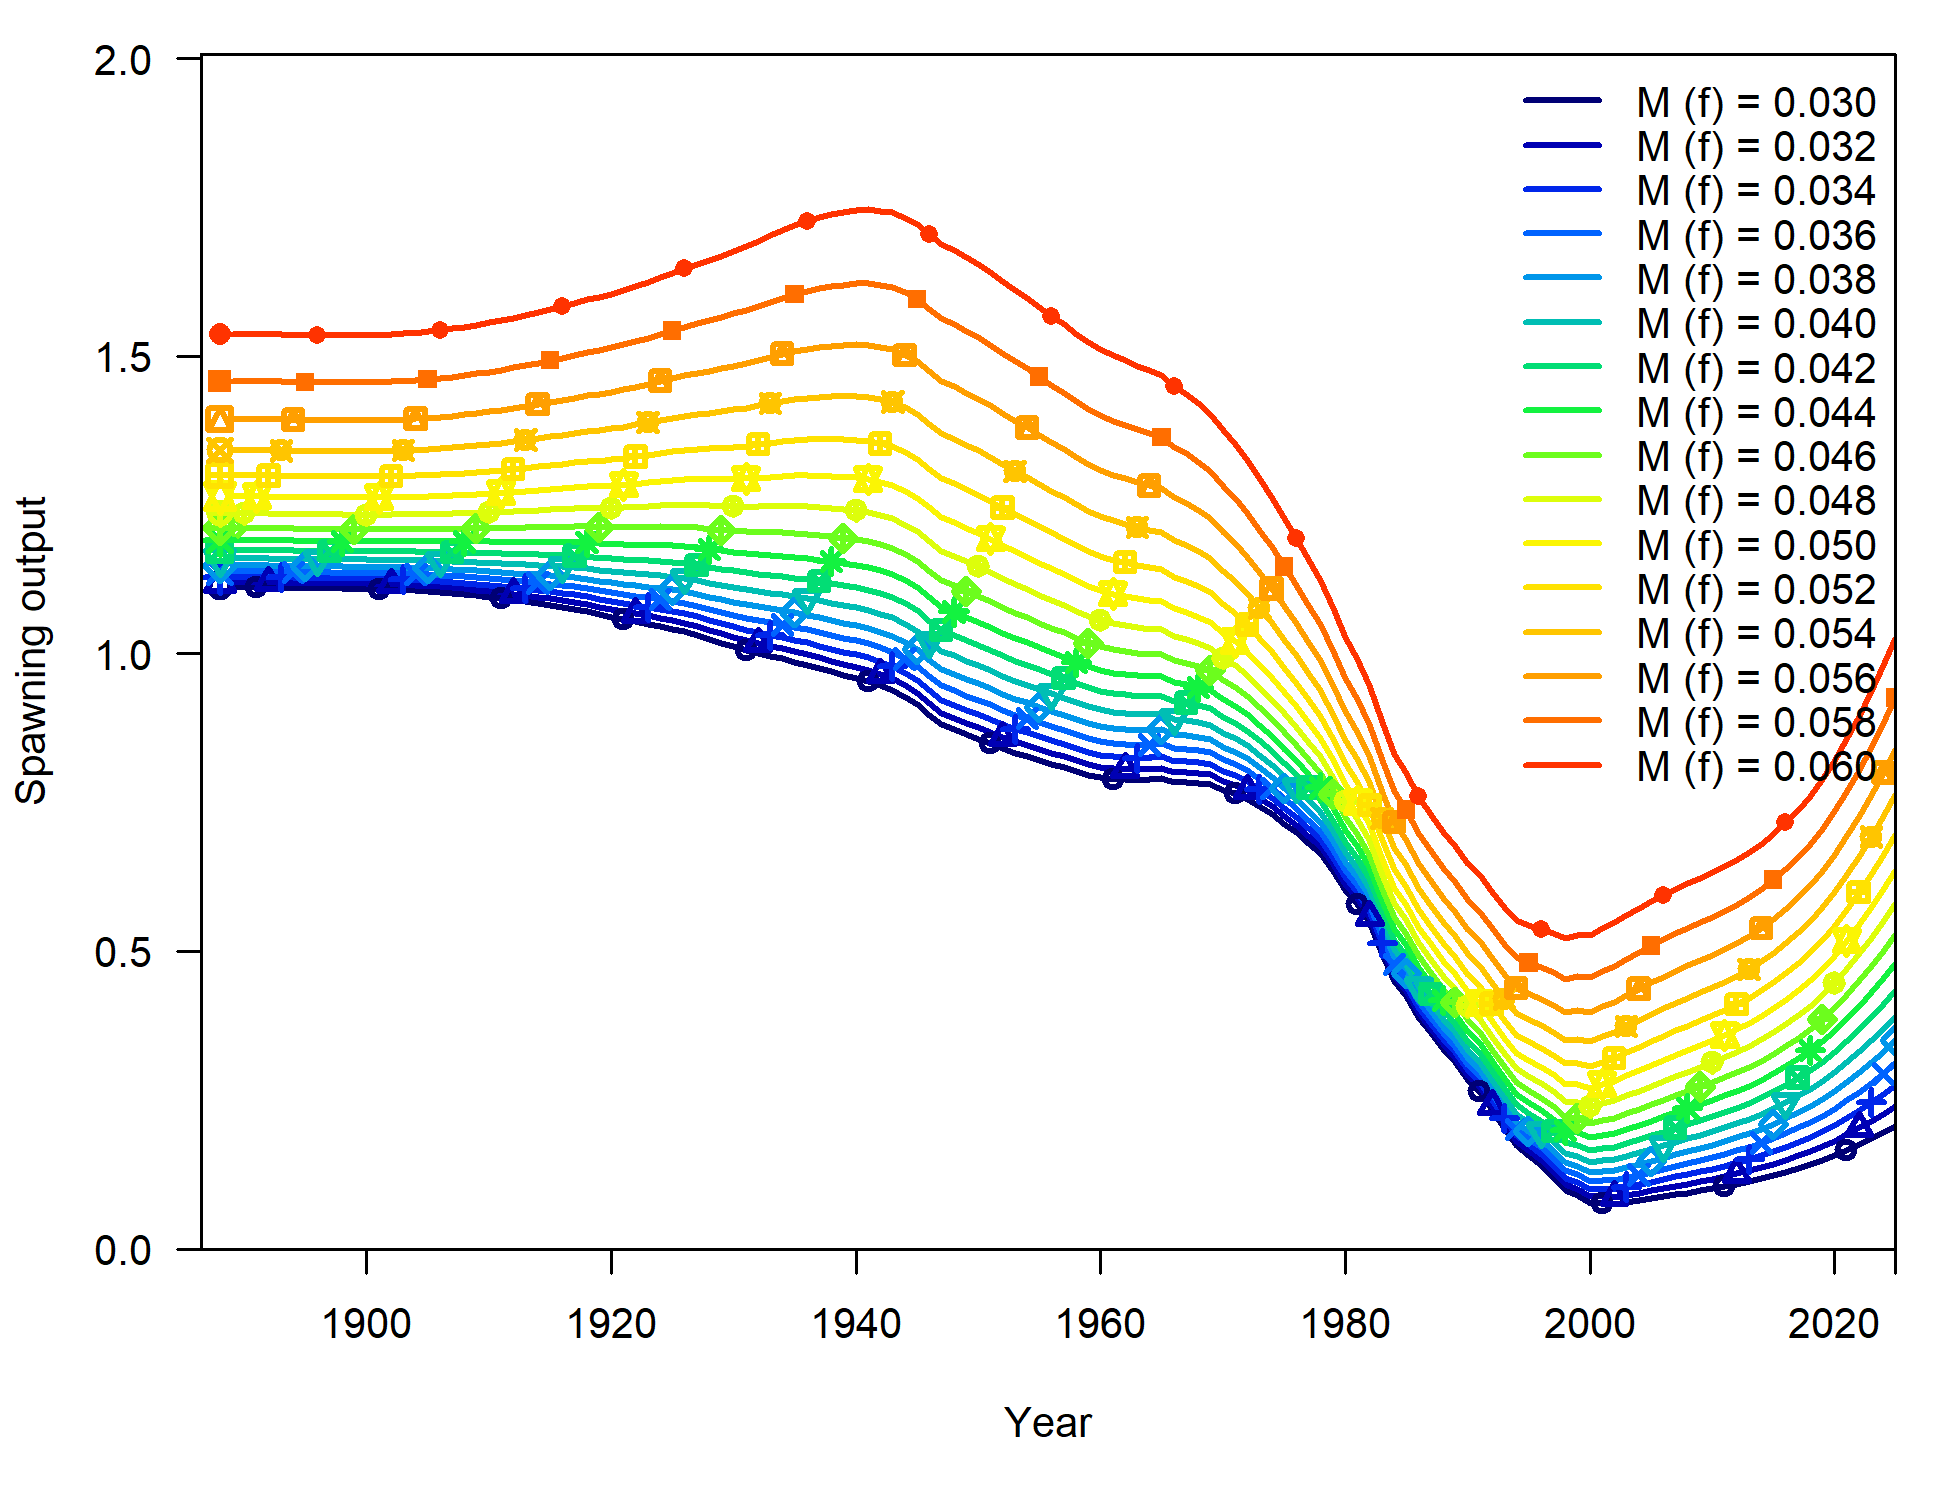 2.0
1.5
1.0
0.5
0.0
Spawning output
1900
1920
1940
1960
1980
2000
2020
Year
M (f) = 0.030
M (f) = 0.032
M (f) = 0.034
M (f) = 0.036
M (f) = 0.038
M (f) = 0.040
M (f) = 0.042
M (f) = 0.044
M (f) = 0.046
M (f) = 0.048
M (f) = 0.050
M (f) = 0.052
M (f) = 0.054
M (f) = 0.056
M (f) = 0.058
M (f) = 0.060